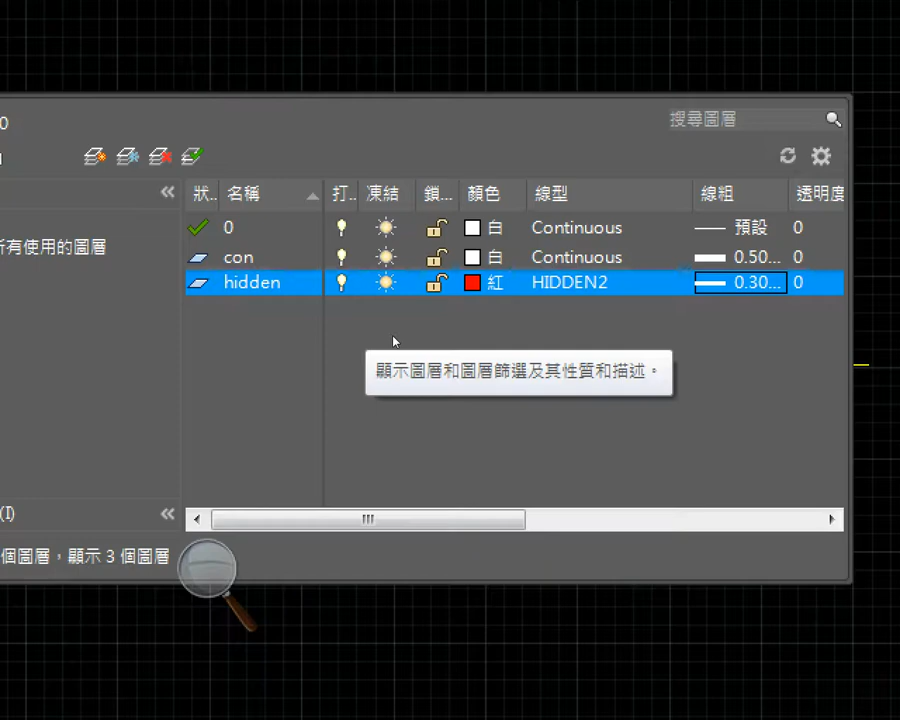 0
搜尋圖層
狀.. 名稱 打.. 凍結 鎖... 顏色 線型 線粗 透明度
0 白 Continuous 預設 0
所有使用的圖層
con 白 Continuous 0.50... 0
hidden 紅 HIDDEN2 0.30... 0
顯示圖層和圖層篩選及其性質和描述。
(I)
個圖層，顯示 3 個圖層